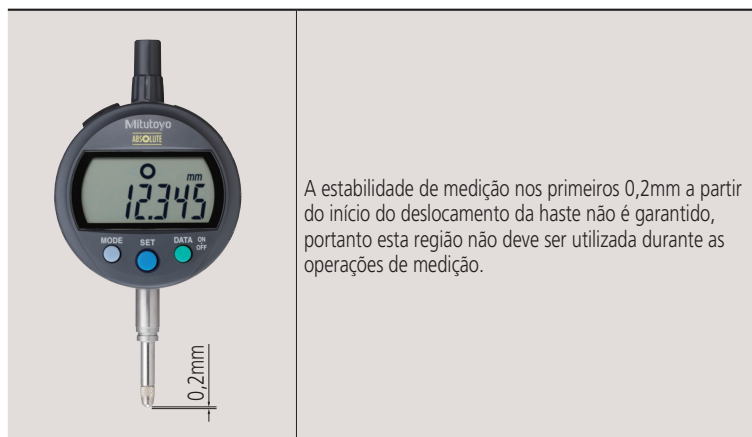 Mitutoyo
ABSOLUTE
mm
12.345
MODE SET DATA ON
OFF
0,2mm
A estabilidade de medição nos primeiros 0,2mm a partir
do início do deslocamento da haste não é garantido,
portanto esta região não deve ser utilizada durante as
operações de medição.